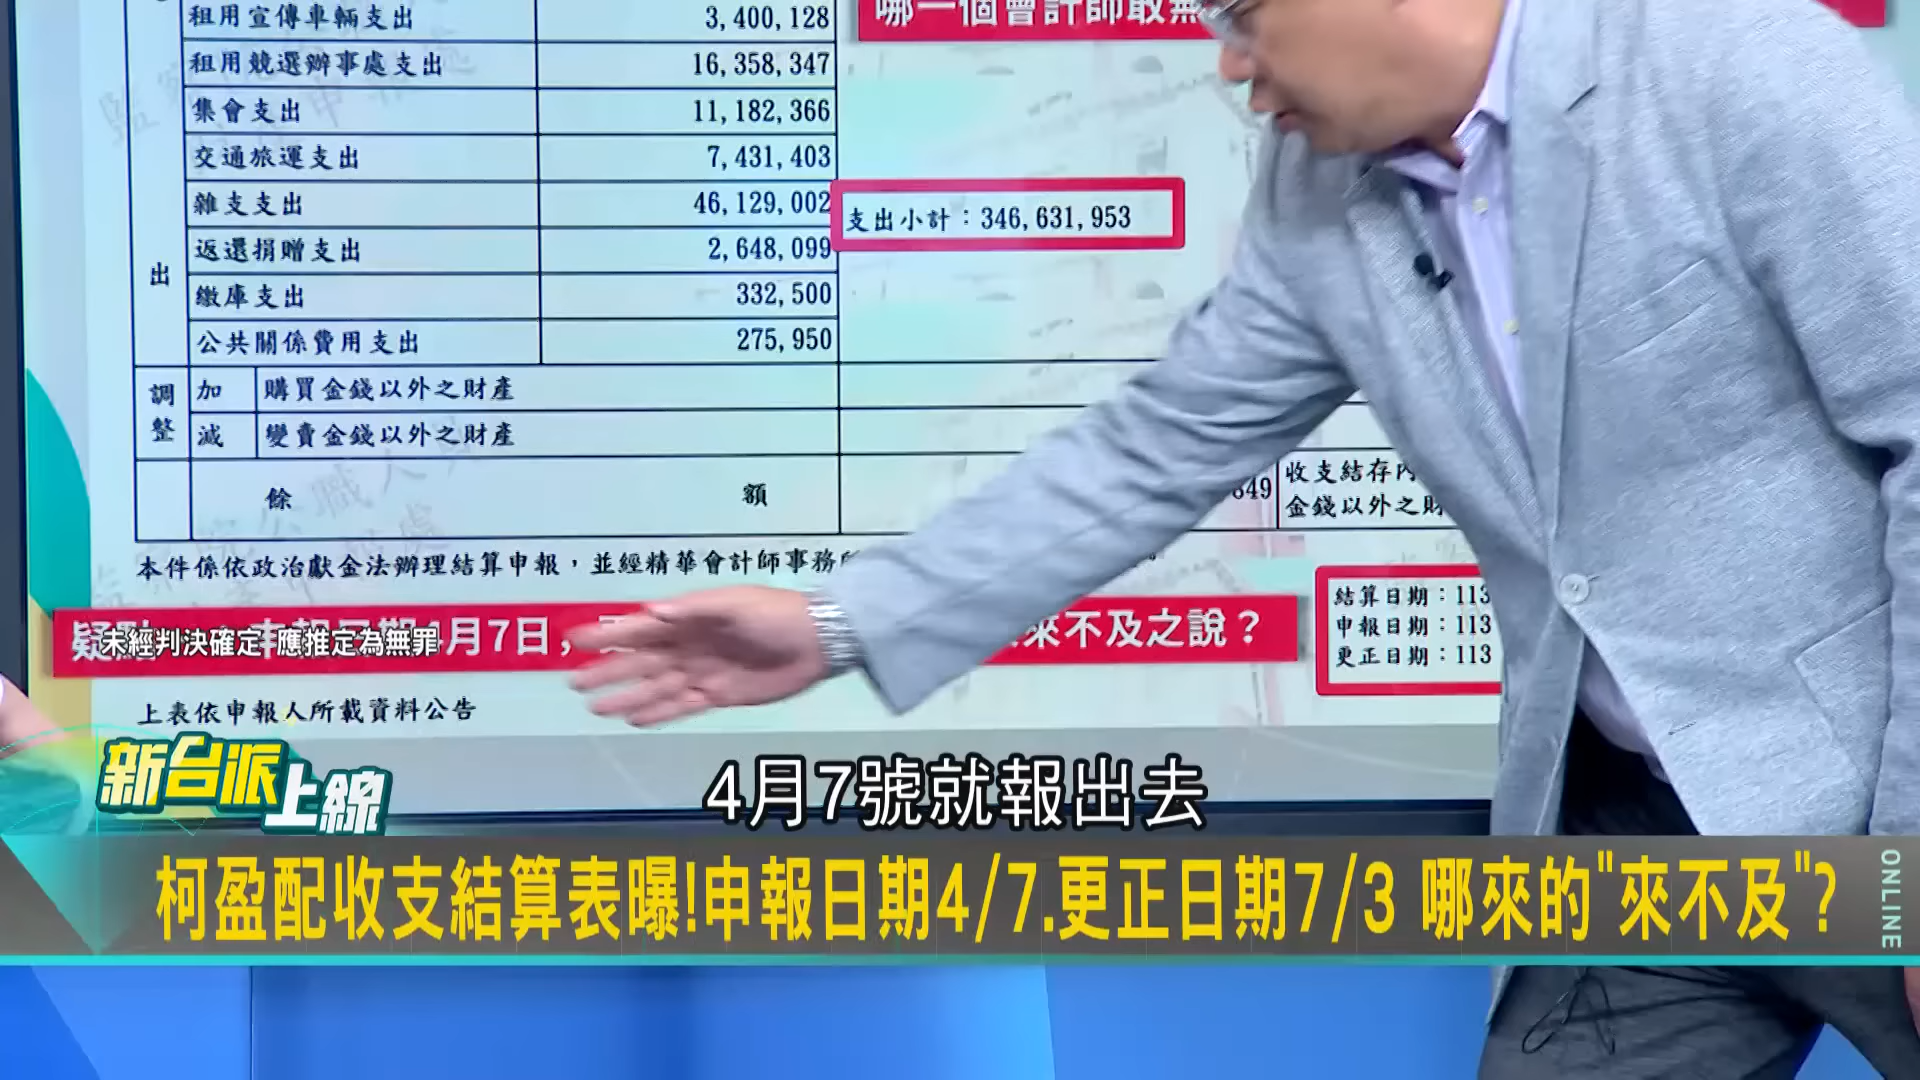 租用宣傳車輛支出 3,400,128
哪一個會計師敢
租用競選辦事處支出 16,358,347
集會支出 11,182,366
交通旅運支出 7,431,403
雜支支出 46,129,002
支出小計：346,631,953
返還捐贈支出 2,648,099
出
繳庫支出 332,500
公共關係費用支出 275,950
調整
加 購買金錢以外之財產
減 變賣金錢以外之財產
餘額
849 收支結存
金錢以外之財
本件係依政治獻金法辦理結算申報，並經精華會計師事務
結算日期：113
申報日期：113
更正日期：113
月7日，
來不及之說？
未經判決確定 應推定為無罪
上表依申報人所載資料公告
新台派上線
4月7號就報出去
柯盈配收支結算表曝!申報日期4/7.更正日期7/3 哪來的"來不及"?
ONLINE